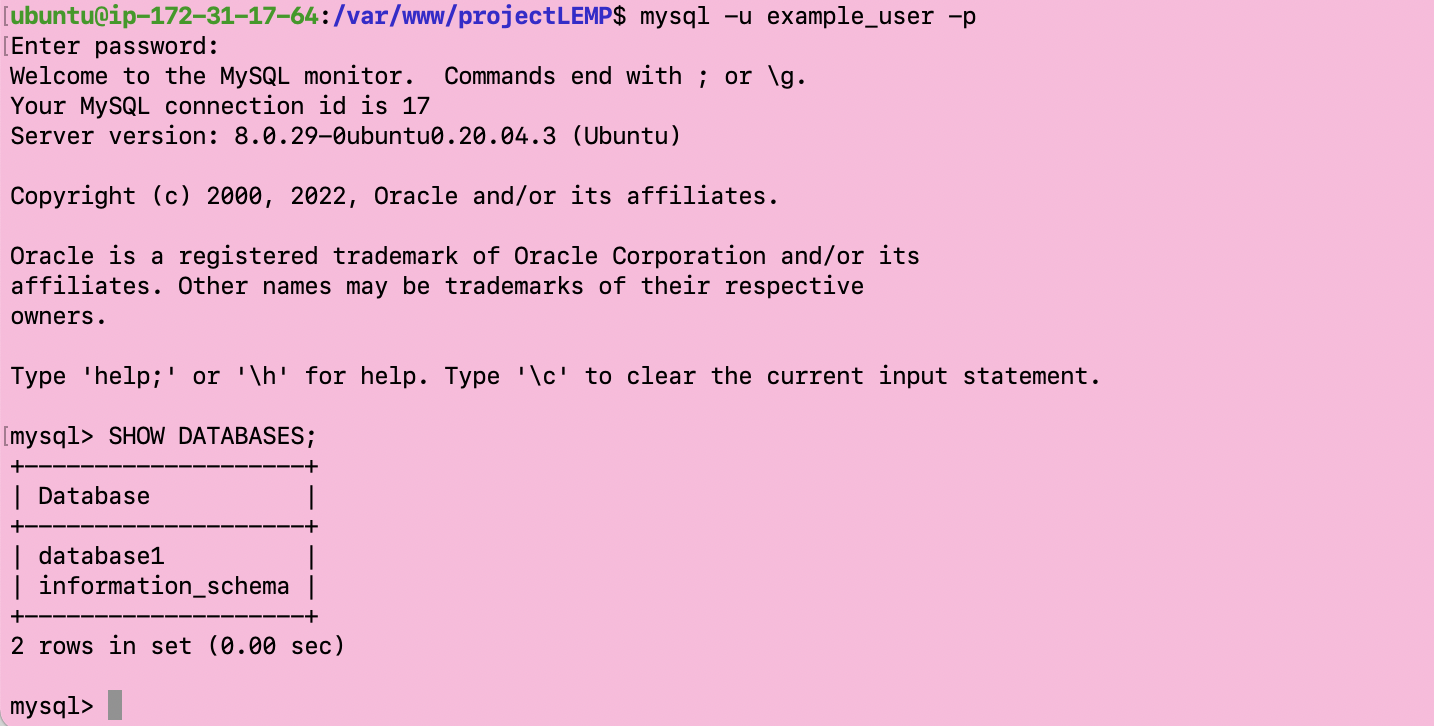 [ubuntu@ip-172-31-17-64:/var/www/projectLEMP$ mysql -u example_user -p
[Enter password:
Welcome to the MySQL monitor.  Commands end with ; or \g.
Your MySQL connection id is 17
Server version: 8.0.29-0ubuntu0.20.04.3 (Ubuntu)
Copyright (c) 2000, 2022, Oracle and/or its affiliates.
Oracle is a registered trademark of Oracle Corporation and/or its
affiliates. Other names may be trademarks of their respective
owners.
Type 'help;' or '\h' for help. Type '\c' to clear the current input statement.
[mysql> SHOW DATABASES;
+--------------------+
| Database           |
+--------------------+
| database1          |
| information_schema |
+--------------------+
2 rows in set (0.00 sec)
mysql>